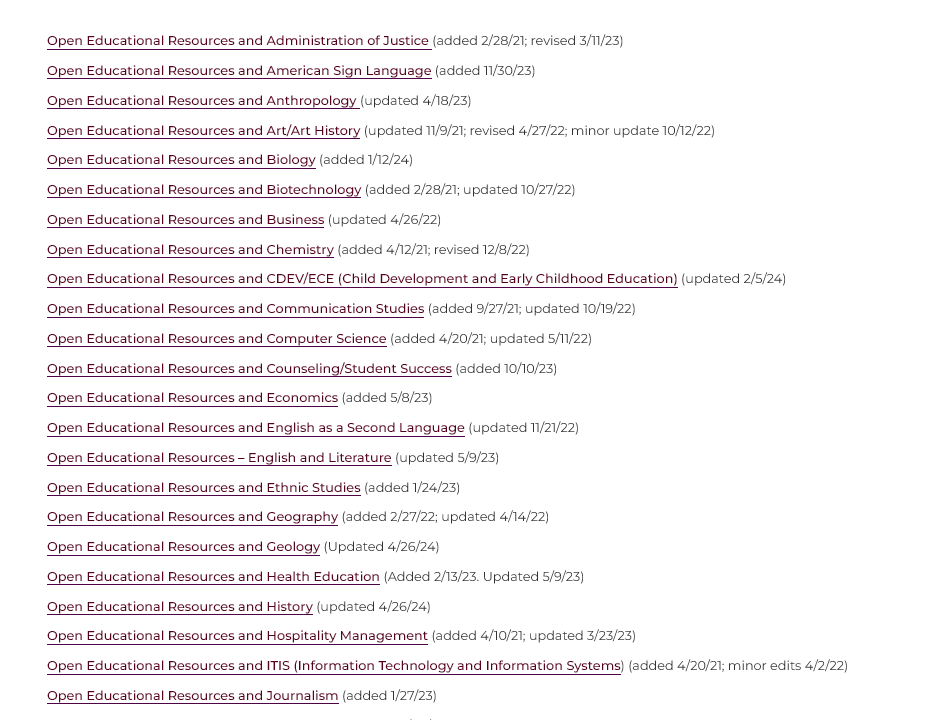 Open Educational Resources and Administration of Justice (added 2/28/21; revised 3/11/23)
Open Educational Resources and American Sign Language (added 11/30/23)
Open Educational Resources and Anthropology (updated 4/18/23)
Open Educational Resources and Art/Art History (updated 11/9/21; revised 4/27/22; minor update 10/12/22)
Open Educational Resources and Biology (added 1/12/24)
Open Educational Resources and Biotechnology (added 2/28/21; updated 10/27/22)
Open Educational Resources and Business (updated 4/26/22)
Open Educational Resources and Chemistry (added 4/12/21; revised 12/8/22)
Open Educational Resources and CDEV/ECE (Child Development and Early Childhood Education) (updated 2/5/24)
Open Educational Resources and Communication Studies (added 9/27/21; updated 10/19/22)
Open Educational Resources and Computer Science (added 4/20/21; updated 5/11/22)
Open Educational Resources and Counseling/Student Success (added 10/10/23)
Open Educational Resources and Economics (added 5/8/23)
Open Educational Resources and English as a Second Language (updated 11/21/22)
Open Educational Resources – English and Literature (updated 5/9/23)
Open Educational Resources and Ethnic Studies (added 1/24/23)
Open Educational Resources and Geography (added 2/27/22; updated 4/14/22)
Open Educational Resources and Geology (Updated 4/26/24)
Open Educational Resources and Health Education (Added 2/13/23. Updated 5/9/23)
Open Educational Resources and History (updated 4/26/24)
Open Educational Resources and Hospitality Management (added 4/10/21; updated 3/23/23)
Open Educational Resources and ITIS (Information Technology and Information Systems) (added 4/20/21; minor edits 4/2/22)
Open Educational Resources and Journalism (added 1/27/23)